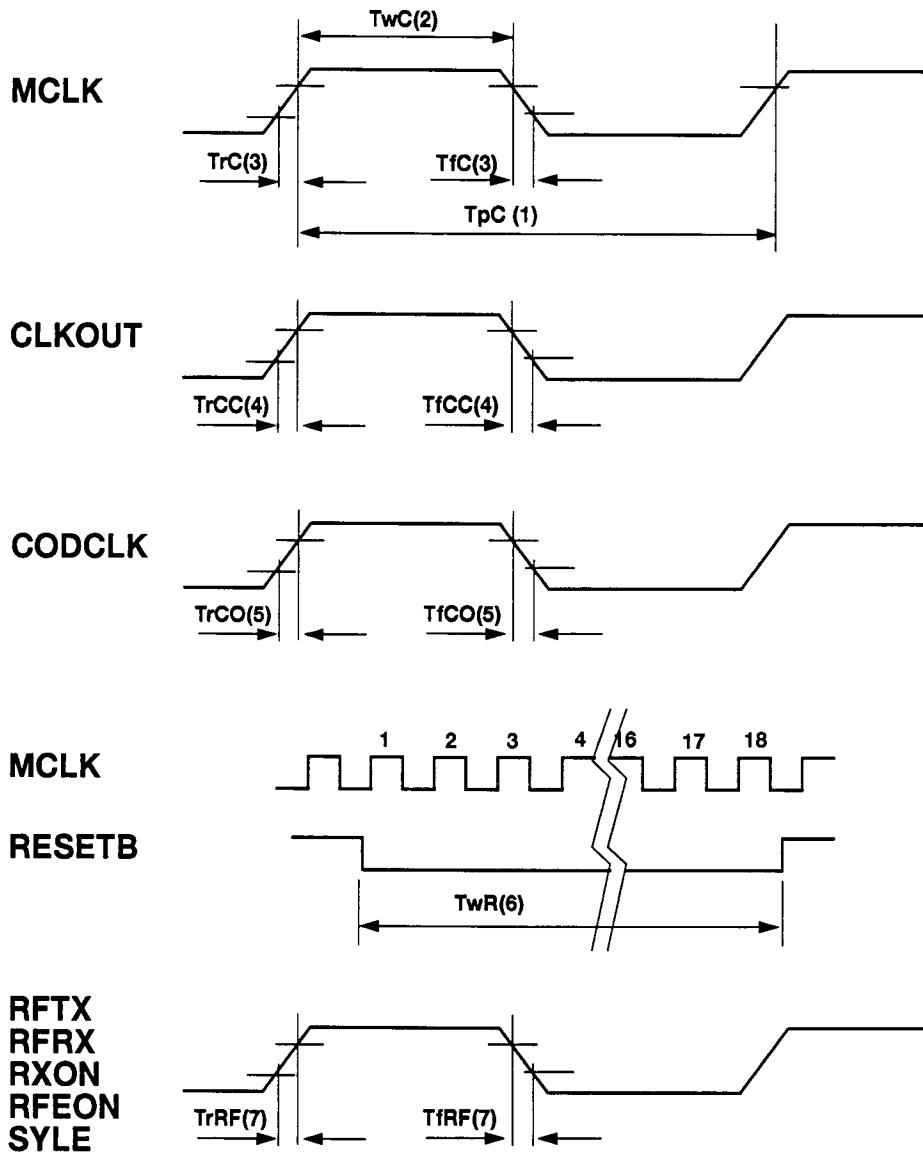 TwC(2)
MCLK
TrC(3)
TfC(3)
TpC (1)
CLKOUT
TrCC(4)
TfCC(4)
CODCLK
TrCO(5)
TfCO(5)
1 2 3 4 16 17 18
MCLK
RESETB
TwR(6)
RFTX
RFRX
RXON
RFEON
SYLE
TrRF(7)
TfRF(7)